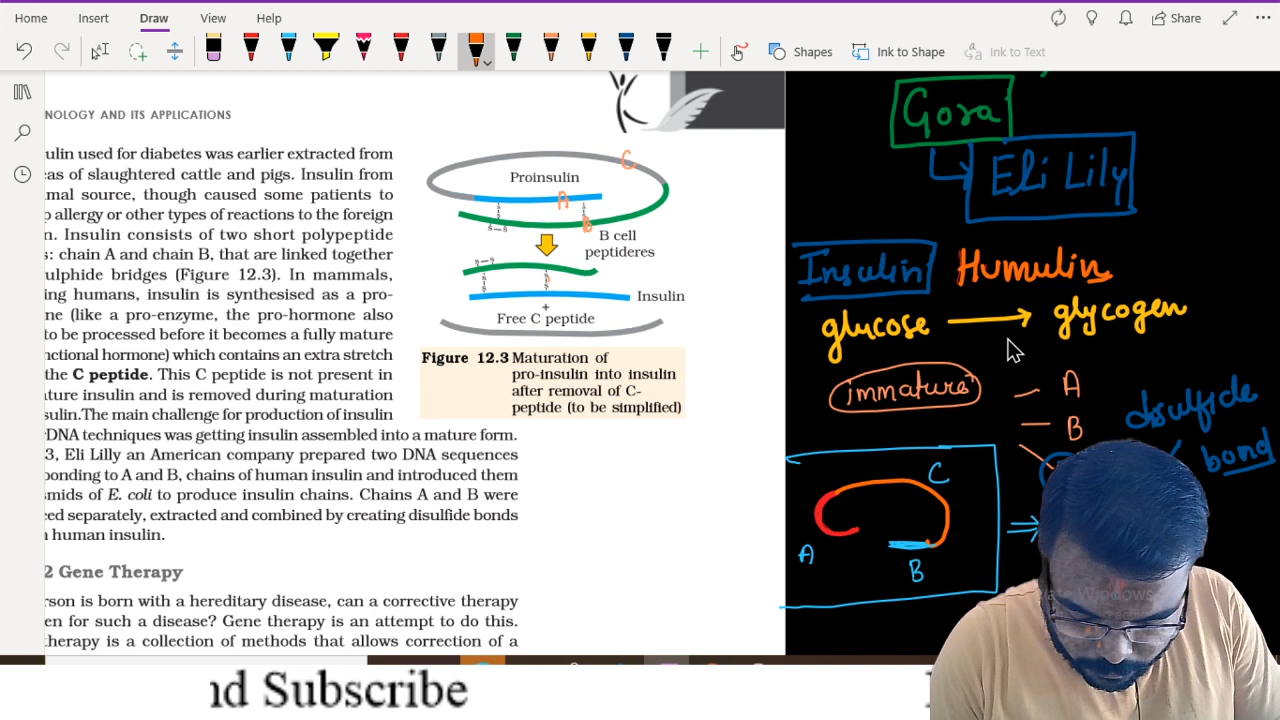 Home Insert Draw View Help Share
Shapes Ink to Shape Ink to Text
NOLOGY AND ITS APPLICATIONS
ulin used for diabetes was earlier extracted from
eas of slaughtered cattle and pigs. Insulin from
mal source, though caused some patients to
p allergy or other types of reactions to the foreign
n. Insulin consists of two short polypeptide
s: chain A and chain B, that are linked together
sulphide bridges (Figure 12.3). In mammals,
ing humans, insulin is synthesised as a pro-
ne (like a pro-enzyme, the pro-hormone also
to be processed before it becomes a fully mature
nctional hormone) which contains an extra stretch
the C peptide. This C peptide is not present in
ature insulin and is removed during maturation
sulin.The main challenge for production of insulin
rDNA techniques was getting insulin assembled into a mature form.
3, Eli Lilly an American company prepared two DNA sequences
ponding to A and B, chains of human insulin and introduced them
smids of E. coli to produce insulin chains. Chains A and B were
ced separately, extracted and combined by creating disulfide bonds
human insulin.
2 Gene Therapy
rson is born with a hereditary disease, can a corrective therapy
en for such a disease? Gene therapy is an attempt to do this.
therapy is a collection of methods that allows correction of a
C
Proinsulin
A
B
S-S
B cell
peptideres
S-S
Insulin
+
Free C peptide
Figure 12.3 Maturation of
pro-insulin into insulin
after removal of C-
peptide (to be simplified)
Gora
Eli Lily
Insulin Humulin
glucose → glycogen
immature
A
B
disulfide
bond
C
A
B
nd Subscribe